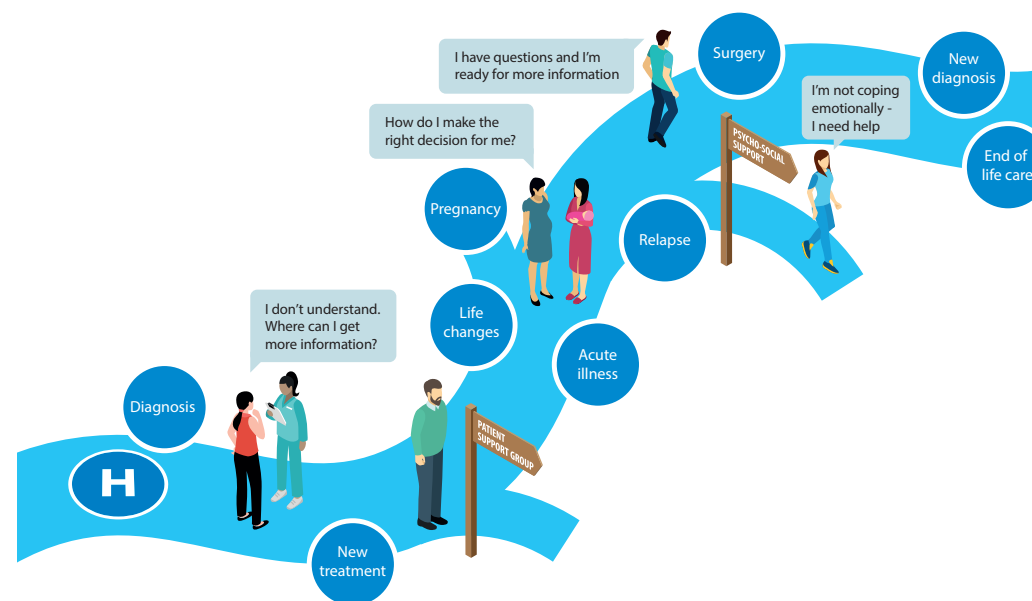 I have questions and I’m
ready for more information
Surgery
New
diagnosis
I’m not coping
emotionally -
I need help
How do I make the
right decision for me?
PSYCHO-SOCIAL
SUPPORT
End of
life care
Pregnancy
Relapse
I don’t understand.
Where can I get
more information?
Life
changes
Acute
illness
Diagnosis
PATIENT
SUPPORT GROUP
H
New
treatment